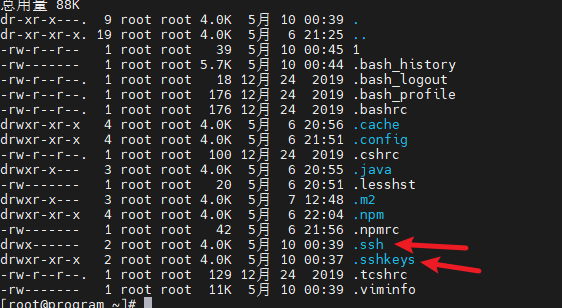 总用量 88K
dr-xr-x---. 9 root root 4.0K 5月 10 00:39 .
dr-xr-xr-x. 19 root root 4.0K 5月 6 21:25 ..
-rw-r--r-- 1 root root 39 5月 10 00:45 1
-rw------- 1 root root 5.7K 5月 10 00:44 .bash_history
-rw-r--r--. 1 root root 18 12月 24 2019 .bash_logout
-rw-r--r--. 1 root root 176 12月 24 2019 .bash_profile
-rw-r--r--. 1 root root 176 12月 24 2019 .bashrc
drwxr-xr-x 4 root root 4.0K 5月 6 20:56 .cache
drwxr-xr-x 4 root root 4.0K 5月 6 21:51 .config
-rw-r--r--. 1 root root 100 12月 24 2019 .cshrc
drwxr-x--- 3 root root 4.0K 5月 6 20:55 .java
-rw------- 1 root root 20 5月 6 20:51 .lesshst
drwxr-x--- 3 root root 4.0K 5月 7 12:48 .m2
drwxr-xr-x 4 root root 4.0K 5月 6 22:04 .npm
-rw------- 1 root root 42 5月 6 21:56 .npmrc
drwx------ 2 root root 4.0K 5月 10 00:39 .ssh
drwxr-xr-x 2 root root 4.0K 5月 10 00:37 .sshkeys
-rw-r--r--. 1 root root 129 12月 24 2019 .tcshrc
-rw------- 1 root root 11K 5月 10 00:39 .viminfo
[root@program ~]#